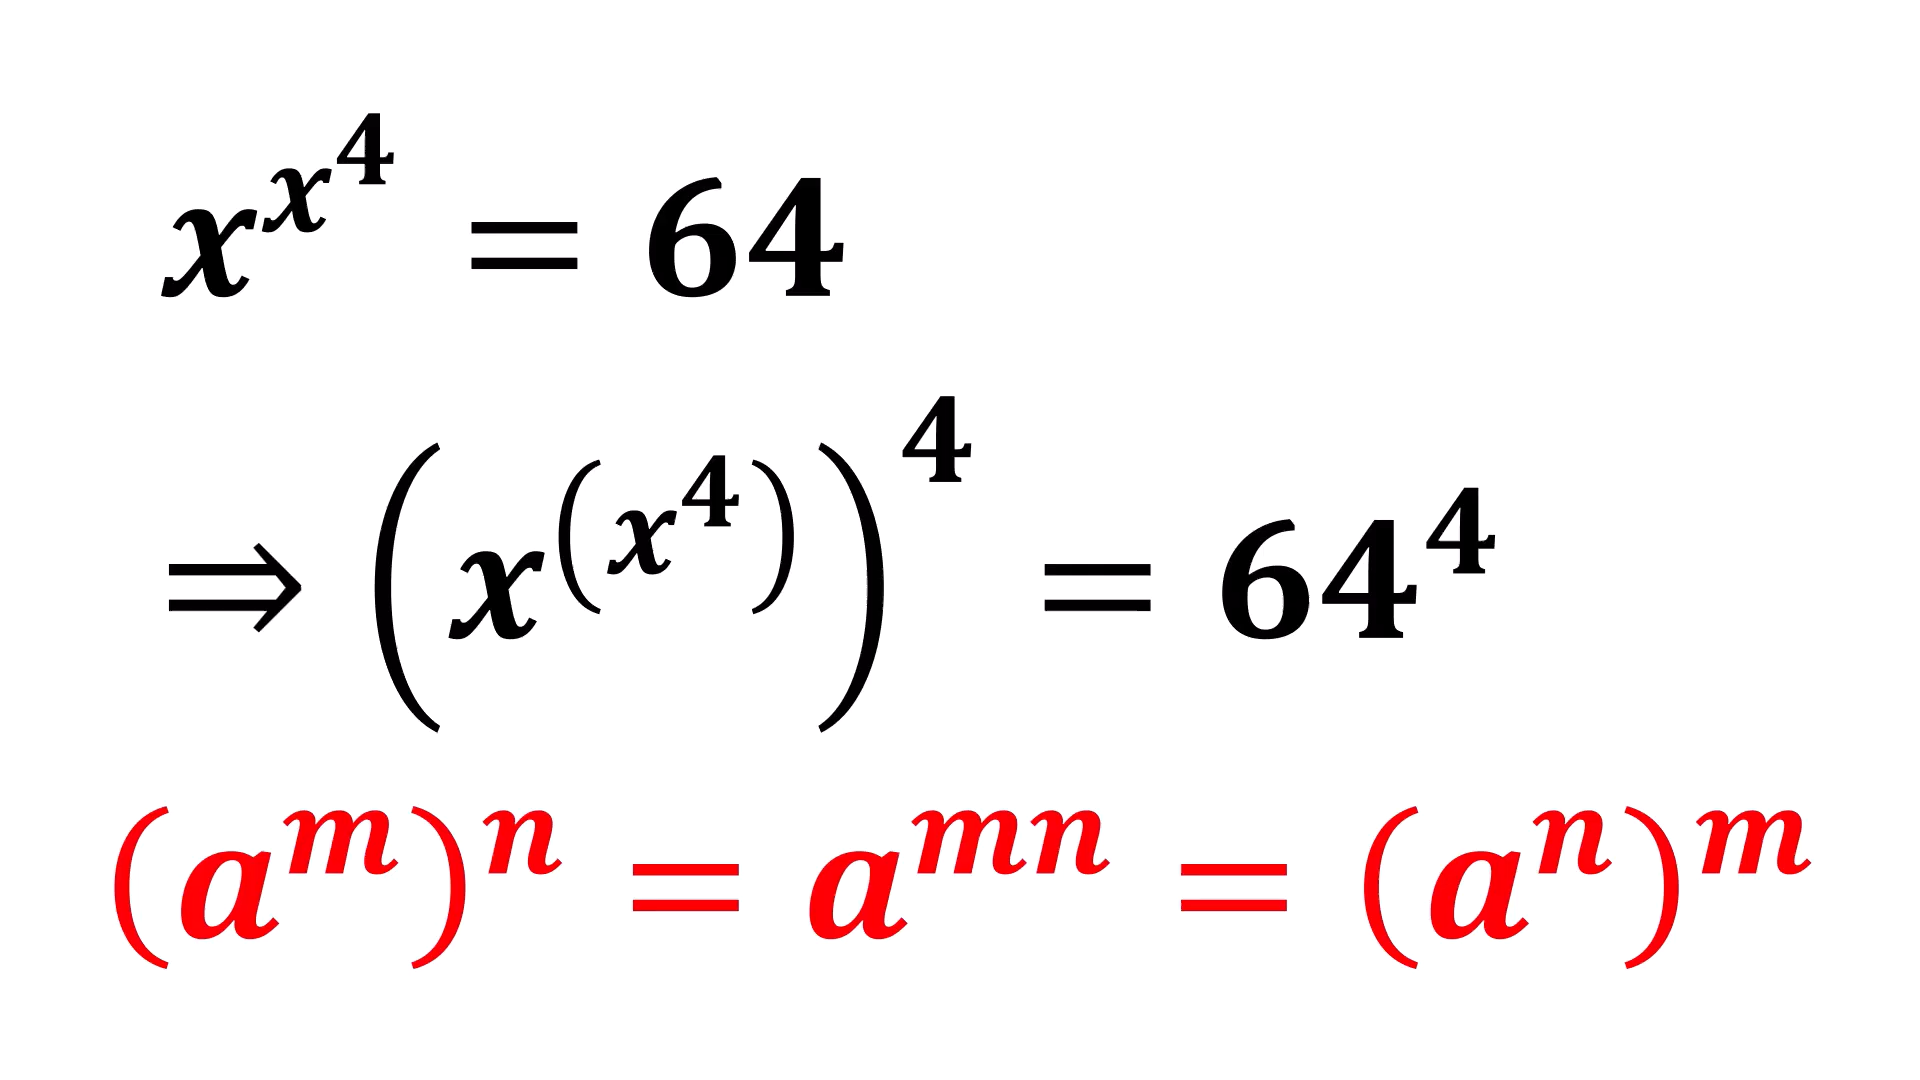 x^{x^4} = 64
⇒ (x^{(x^4)})^4 = 64^4
(a^m)^n = a^{mn} = (a^n)^m